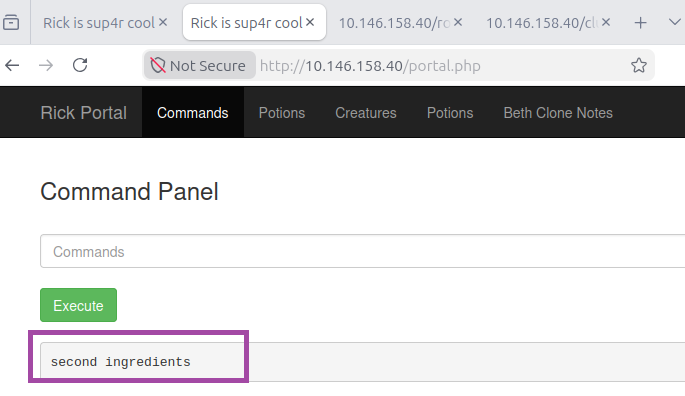 Rick is sup4r cool
Rick is sup4r cool
10.146.158.40/ro
10.146.158.40/cl
Not Secure
http://10.146.158.40/portal.php
Rick Portal
Commands
Potions
Creatures
Potions
Beth Clone Notes
Command Panel
Commands
Execute
second ingredients